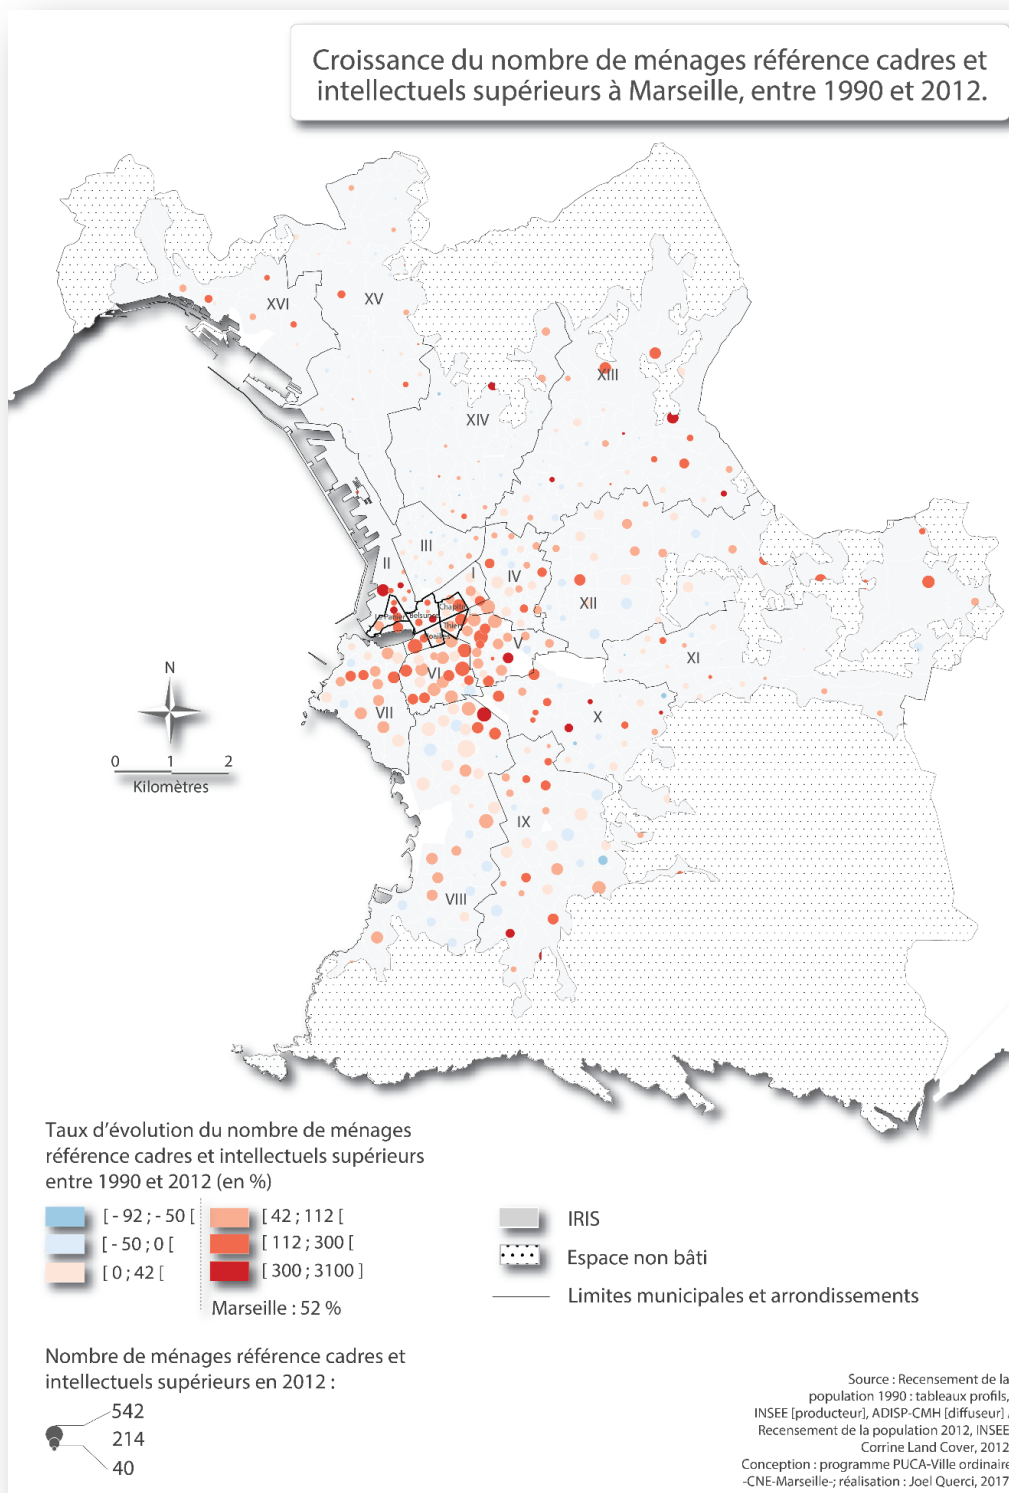 Croissance du nombre de ménages référence cadres et
intellectuels supérieurs à Marseille, entre 1990 et 2012.
XVI
XV
XIII
XIV
III
II
I
IV
XII
Chapitre
Le Panier
Belsunce
Thiers
Noailles
V
VI
XI
VII
X
N
0 1 2
Kilomètres
IX
VIII
Taux d'évolution du nombre de ménages
référence cadres et intellectuels supérieurs
entre 1990 et 2012 (en %)
[ - 92 ; - 50 [
[ - 50 ; 0 [
[ 0 ; 42 [
[ 42 ; 112 [
[ 112 ; 300 [
[ 300 ; 3100 ]
Marseille : 52 %
IRIS
Espace non bâti
Limites municipales et arrondissements
Nombre de ménages référence cadres et
intellectuels supérieurs en 2012 :
542
214
40
Source : Recensement de la
population 1990 : tableaux profils,
INSEE [producteur], ADISP-CMH [diffuseur] .
Recensement de la population 2012, INSEE
Corrine Land Cover, 2012
Conception : programme PUCA-Ville ordinaire
-CNE-Marseille-; réalisation : Joel Querci, 2017